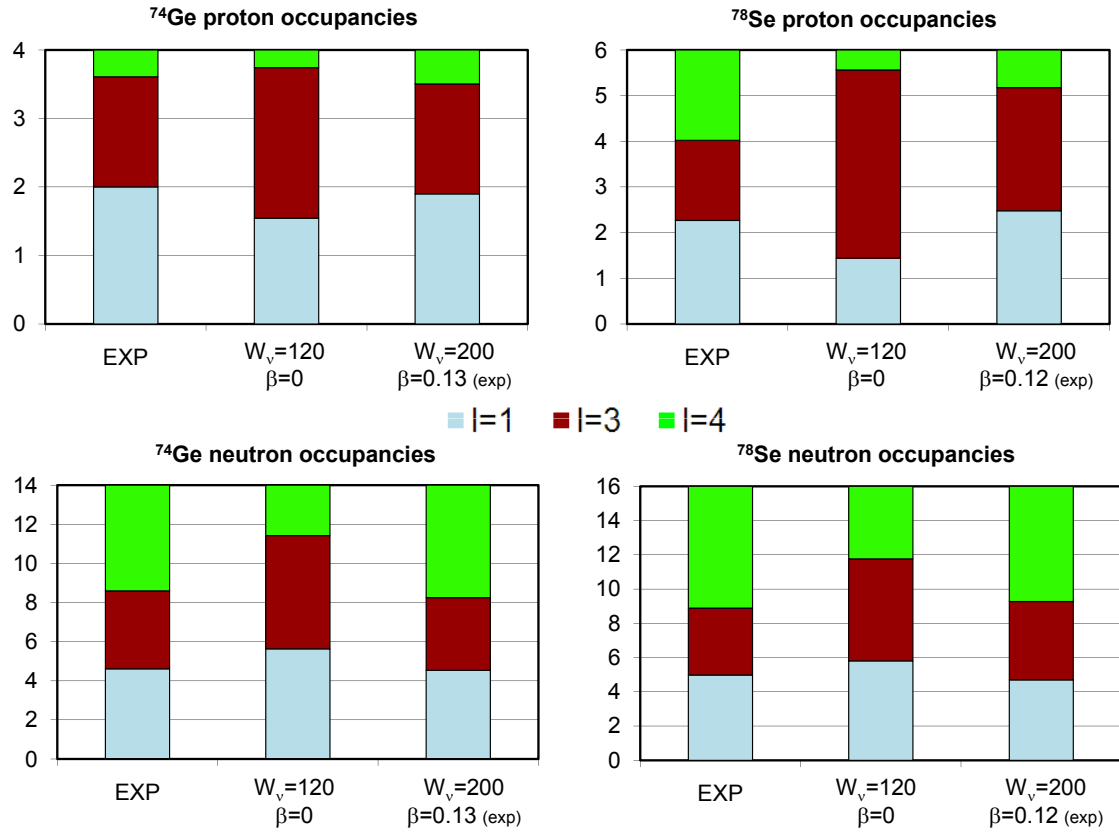 ⁷⁴Ge proton occupancies
4
3
2
1
0
EXP
Wν=120
β=0
Wν=200
β=0.13 (exp)
⁷⁸Se proton occupancies
6
5
4
3
2
1
0
EXP
Wν=120
β=0
Wν=200
β=0.12 (exp)
l=1 l=3 l=4
⁷⁴Ge neutron occupancies
14
12
10
8
6
4
2
0
EXP
Wν=120
β=0
Wν=200
β=0.13 (exp)
⁷⁸Se neutron occupancies
16
14
12
10
8
6
4
2
0
EXP
Wν=120
β=0
Wν=200
β=0.12 (exp)